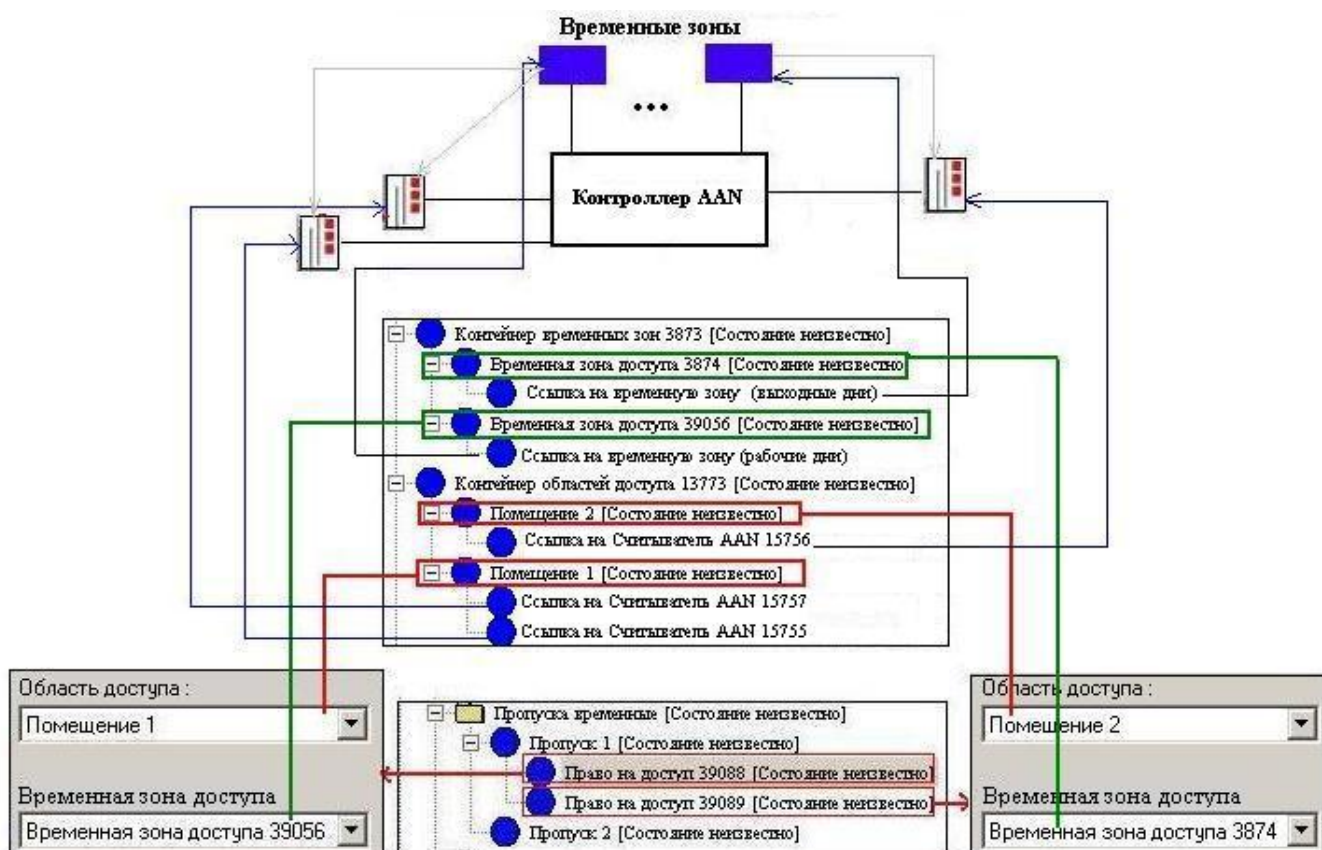 Временные зоны
...
Контроллер AAN
Контейнер временных зон 3873 [Состояние неизвестно]
Временная зона доступа 3874 [Состояние неизвестно
Ссылка на временную зону (выходные дни)
Временная зона доступа 39056 [Состояние неизвестно]
Ссылка на временную зону (рабочие дни)
Контейнер областей доступа 13773 [Состояние неизвестно]
Помещение 2 [Состояние неизвестно]
Ссылка на Считыватель AAN 15756
Помещение 1 [Состояние неизвестно]
Ссылка на Считыватель AAN 15757
Ссылка на Считыватель AAN 15755
Область доступа :
Помещение 1
Временная зона доступа
Временная зона доступа 39056
Пропуска временные [Состояние неизвестно]
Пропуск 1 [Состояние неизвестно]
Право на доступ 39088 [Состояние неизвестно]
Право на доступ 39089 [Состояние неизвестно]
Пропуск 2 [Состояние неизвестно]
Область доступа :
Помещение 2
Временная зона доступа
Временная зона доступа 3874